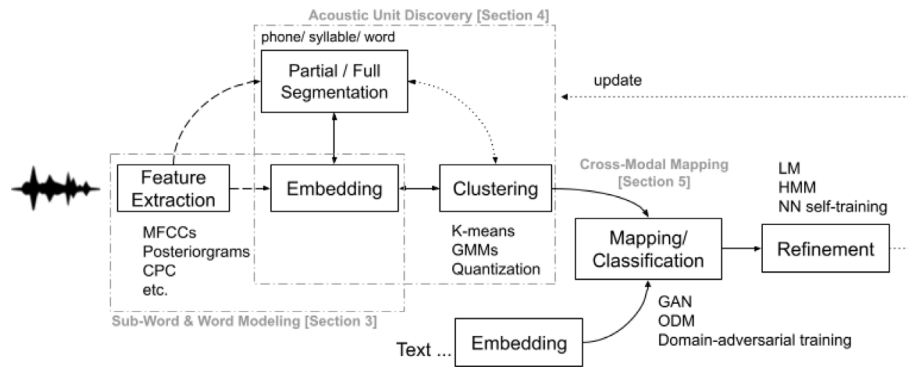 Acoustic Unit Discovery [Section 4]
phone/ syllable/ word
Partial / Full
Segmentation
update
Feature
Extraction
Embedding
Clustering
Cross-Modal Mapping
[Section 5]
LM
HMM
NN self-training
MFCCs
Posteriorgrams
CPC
etc.
K-means
GMMs
Quantization
Mapping/
Classification
Refinement
GAN
ODM
Domain-adversarial training
Sub-Word & Word Modeling [Section 3]
Text ...
Embedding